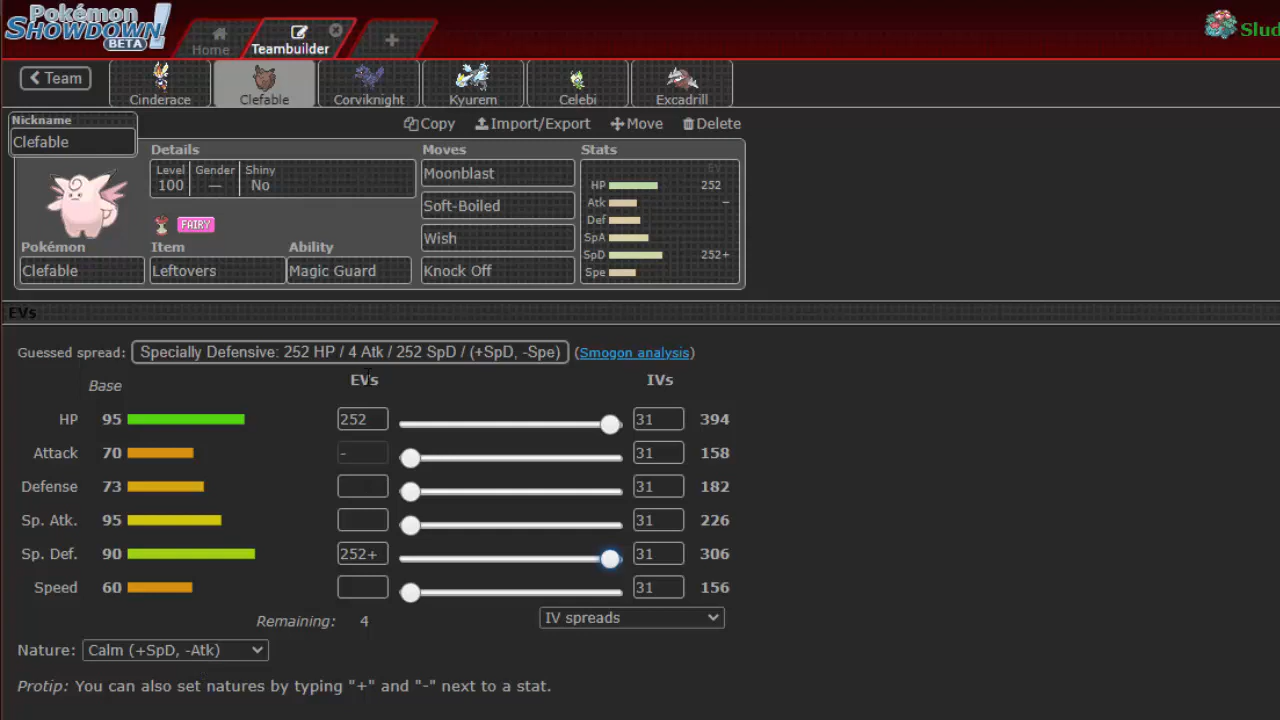 Pokémon
SHOWDOWN!
BETA
Home
Teambuilder
+
Slud
Team
Cinderace
Clefable
Corviknight
Kyurem
Celebi
Excadrill
Copy
Import/Export
Move
Delete
Nickname
Clefable
Details
Level
100
Gender
—
Shiny
No
FAIRY
Pokémon
Clefable
Item
Leftovers
Ability
Magic Guard
Moves
Moonblast
Soft-Boiled
Wish
Knock Off
Stats
EV
HP 252
Atk –
Def
SpA
SpD 252+
Spe
EVs
Guessed spread: Specially Defensive: 252 HP / 4 Atk / 252 SpD / (+SpD, -Spe) (Smogon analysis)
Base EVs IVs
HP 95 252 31 394
Attack 70 - 31 158
Defense 73 31 182
Sp. Atk. 95 31 226
Sp. Def. 90 252+ 31 306
Speed 60 31 156
Remaining: 4 IV spreads
Nature: Calm (+SpD, -Atk)
Protip: You can also set natures by typing "+" and "-" next to a stat.